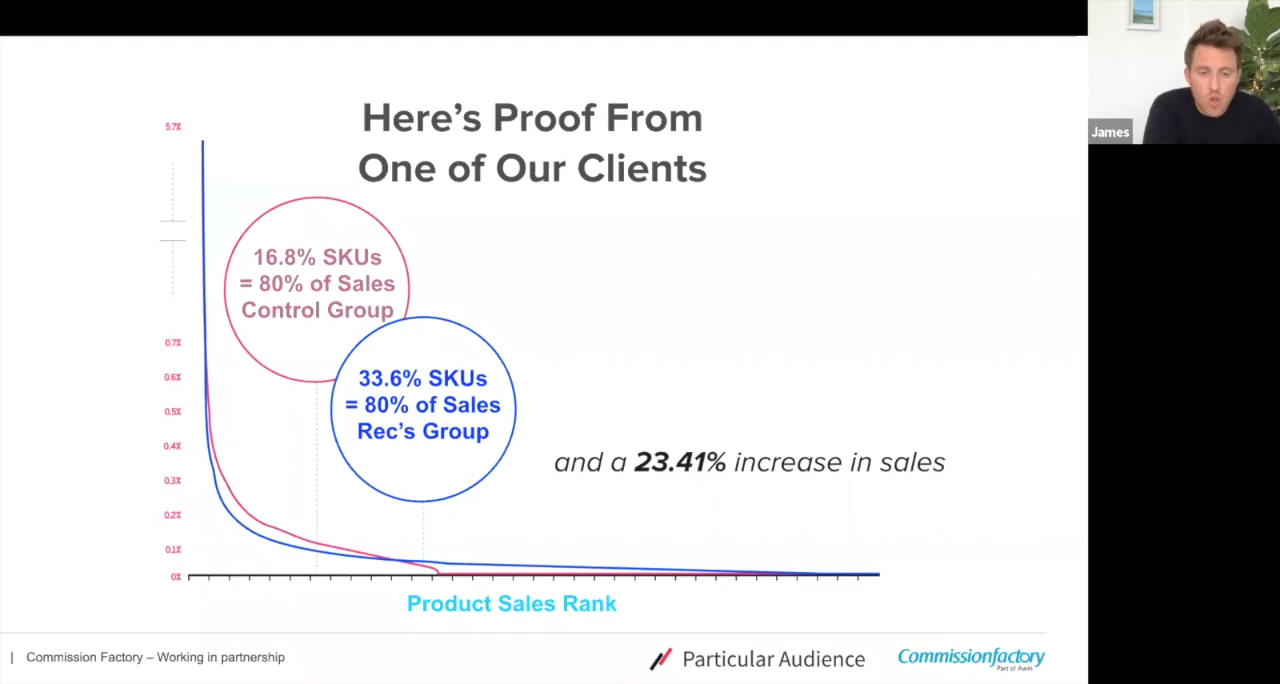 James
Here's Proof From
One of Our Clients
5.7%
16.8% SKUs
= 80% of Sales
Control Group
0.7%
0.6%
0.5%
0.4%
0.3%
0.2%
0.1%
0%
33.6% SKUs
= 80% of Sales
Rec's Group
and a 23.41% increase in sales
Product Sales Rank
| Commission Factory – Working in partnership
Particular Audience
Commissionfactory
Part of Awin